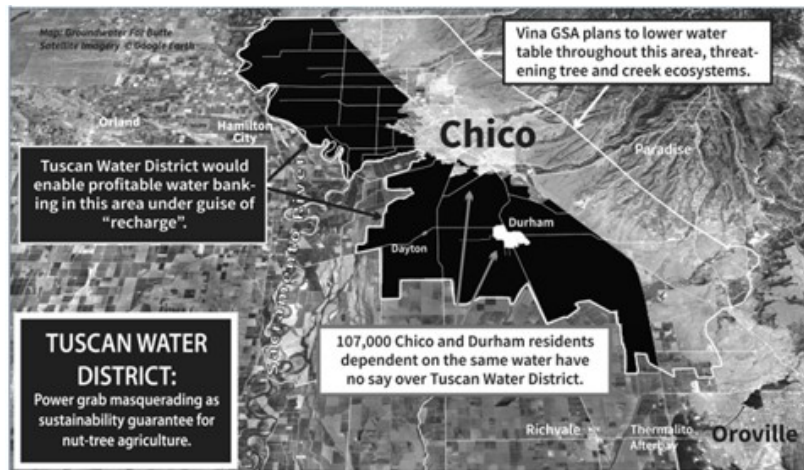 Map: Groundwater For Butte
Satellite Imagery © Google Earth
Vina GSA plans to lower water
table throughout this area, threat-
ening tree and creek ecosystems.
Orland
Hamilton
City
Chico
Paradise
Tuscan Water District would
enable profitable water bank-
ing in this area under guise of
"recharge".
Sacramento River
Durham
Dayton
TUSCAN WATER
DISTRICT:
Power grab masquerading as
sustainability guarantee for
nut-tree agriculture.
107,000 Chico and Durham residents
dependent on the same water have
no say over Tuscan Water District.
Richvale
Thermalito
Afterbay
Oroville